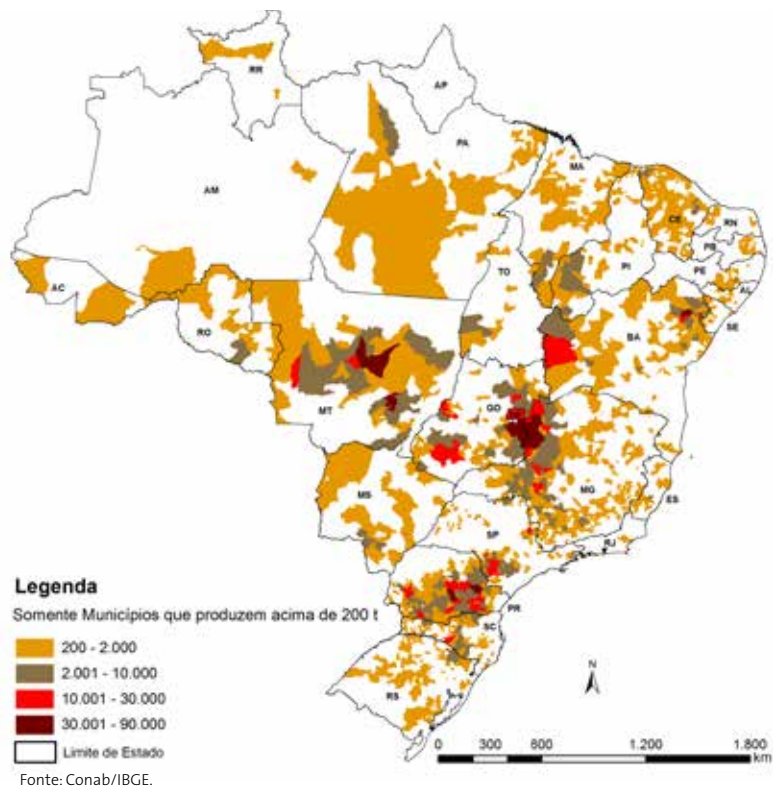 RR
AP
AM
PA
MA
CE
RN
PB
PE
AL
SE
PI
TO
AC
RO
BA
MT
GO
MG
ES
MS
SP
RJ
PR
SC
RS
Legenda
Somente Municípios que produzem acima de 200 t
200 - 2.000
2.001 - 10.000
10.001 - 30.000
30.001 - 90.000
Limite de Estado
N
0 300 600 1.200 1.800
km
Fonte: Conab/IBGE.